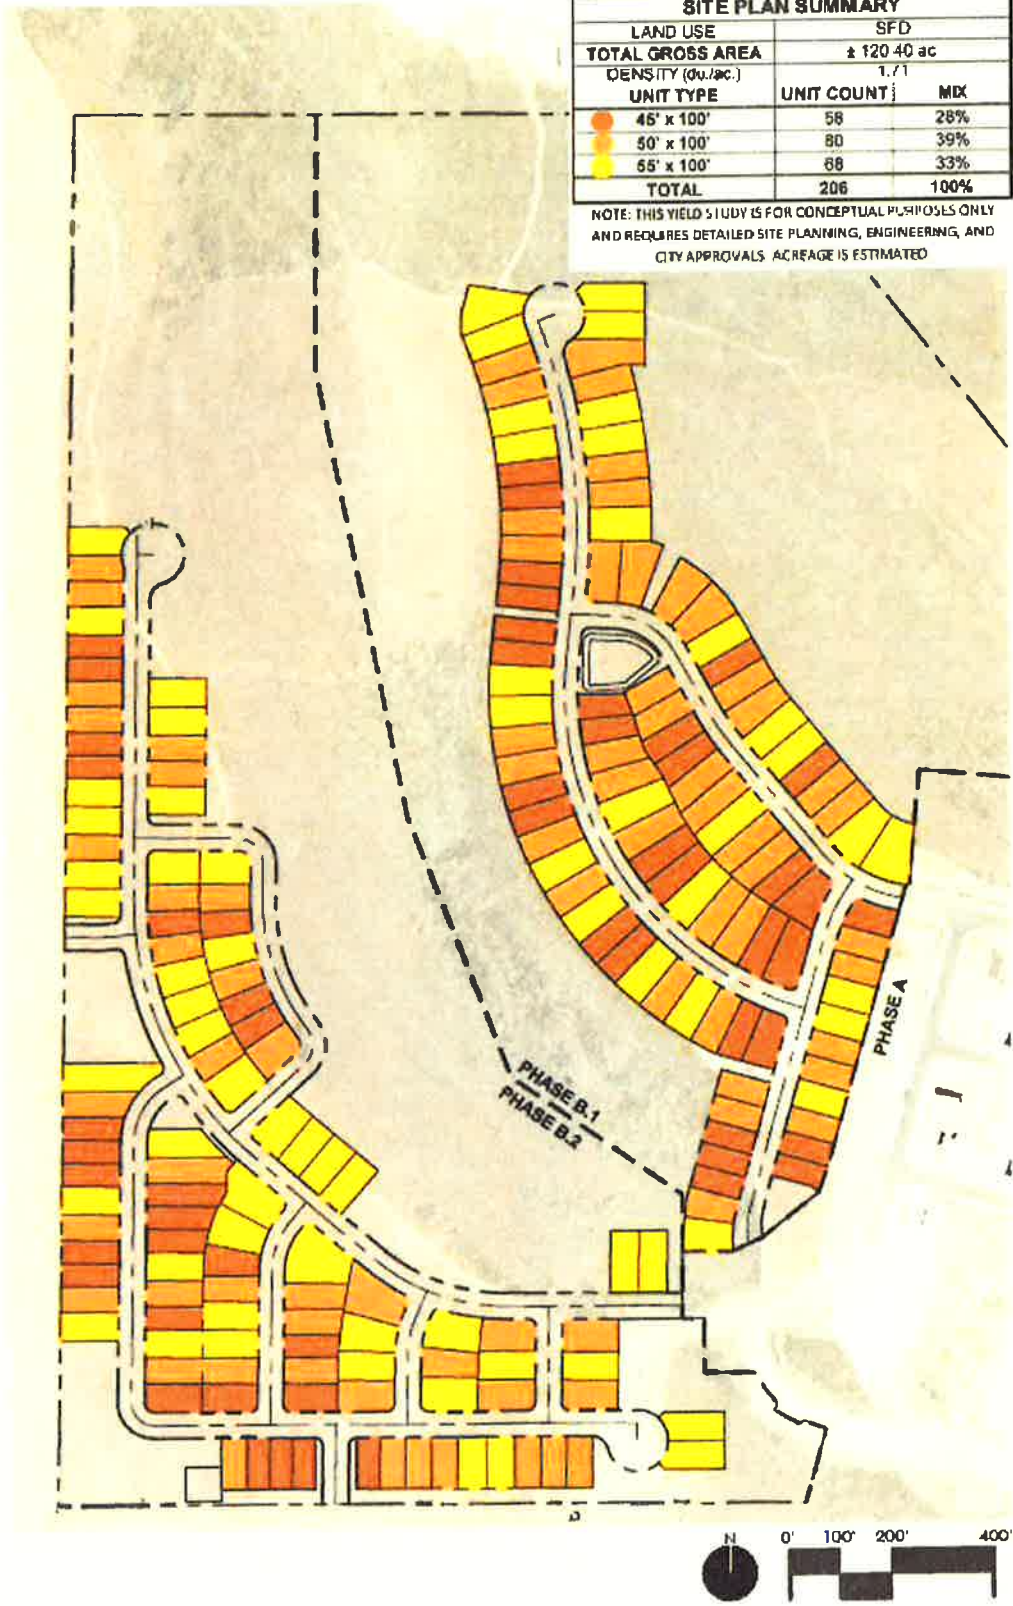 SITE PLAN SUMMARY
LAND USE SFD
TOTAL GROSS AREA ± 120.40 ac
DENSITY (du./ac.) 1.71
UNIT TYPE UNIT COUNT MIX
45' x 100' 58 28%
50' x 100' 80 39%
55' x 100' 68 33%
TOTAL 206 100%
NOTE: THIS YIELD STUDY IS FOR CONCEPTUAL PURPOSES ONLY
AND REQUIRES DETAILED SITE PLANNING, ENGINEERING, AND
CITY APPROVALS. ACREAGE IS ESTIMATED
PHASE A
PHASE B.1
PHASE B.2
N 0' 100' 200' 400'